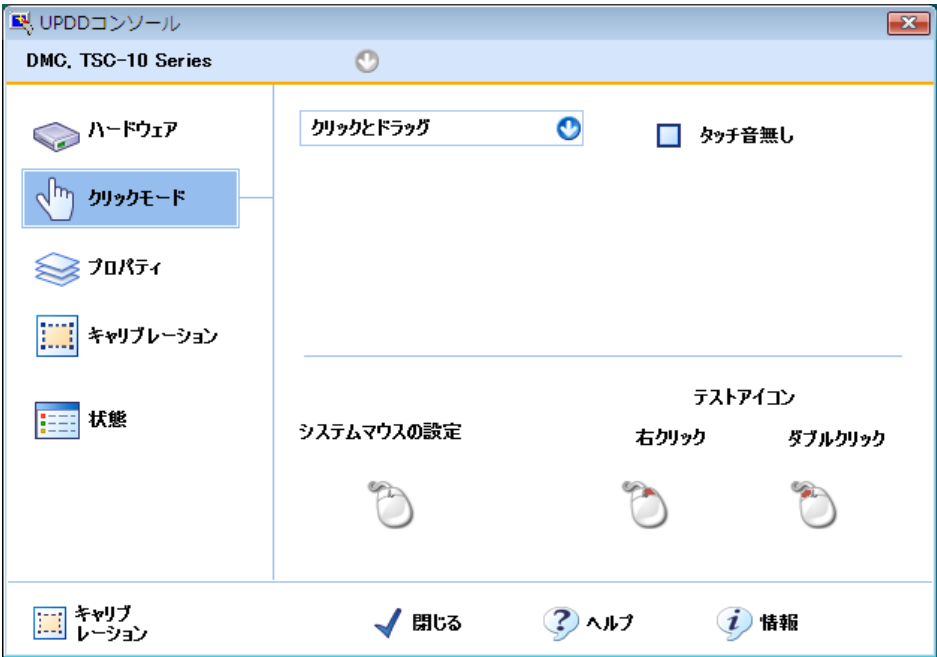 UPDDコンソール
DMC, TSC-10 Series
ハードウェア
クリックモード
プロパティ
キャリブレーション
状態
クリックとドラッグ
タッチ音無し
テストアイコン
システムマウスの設定
右クリック
ダブルクリック
キャリブ
レーション
閉じる
ヘルプ
情報